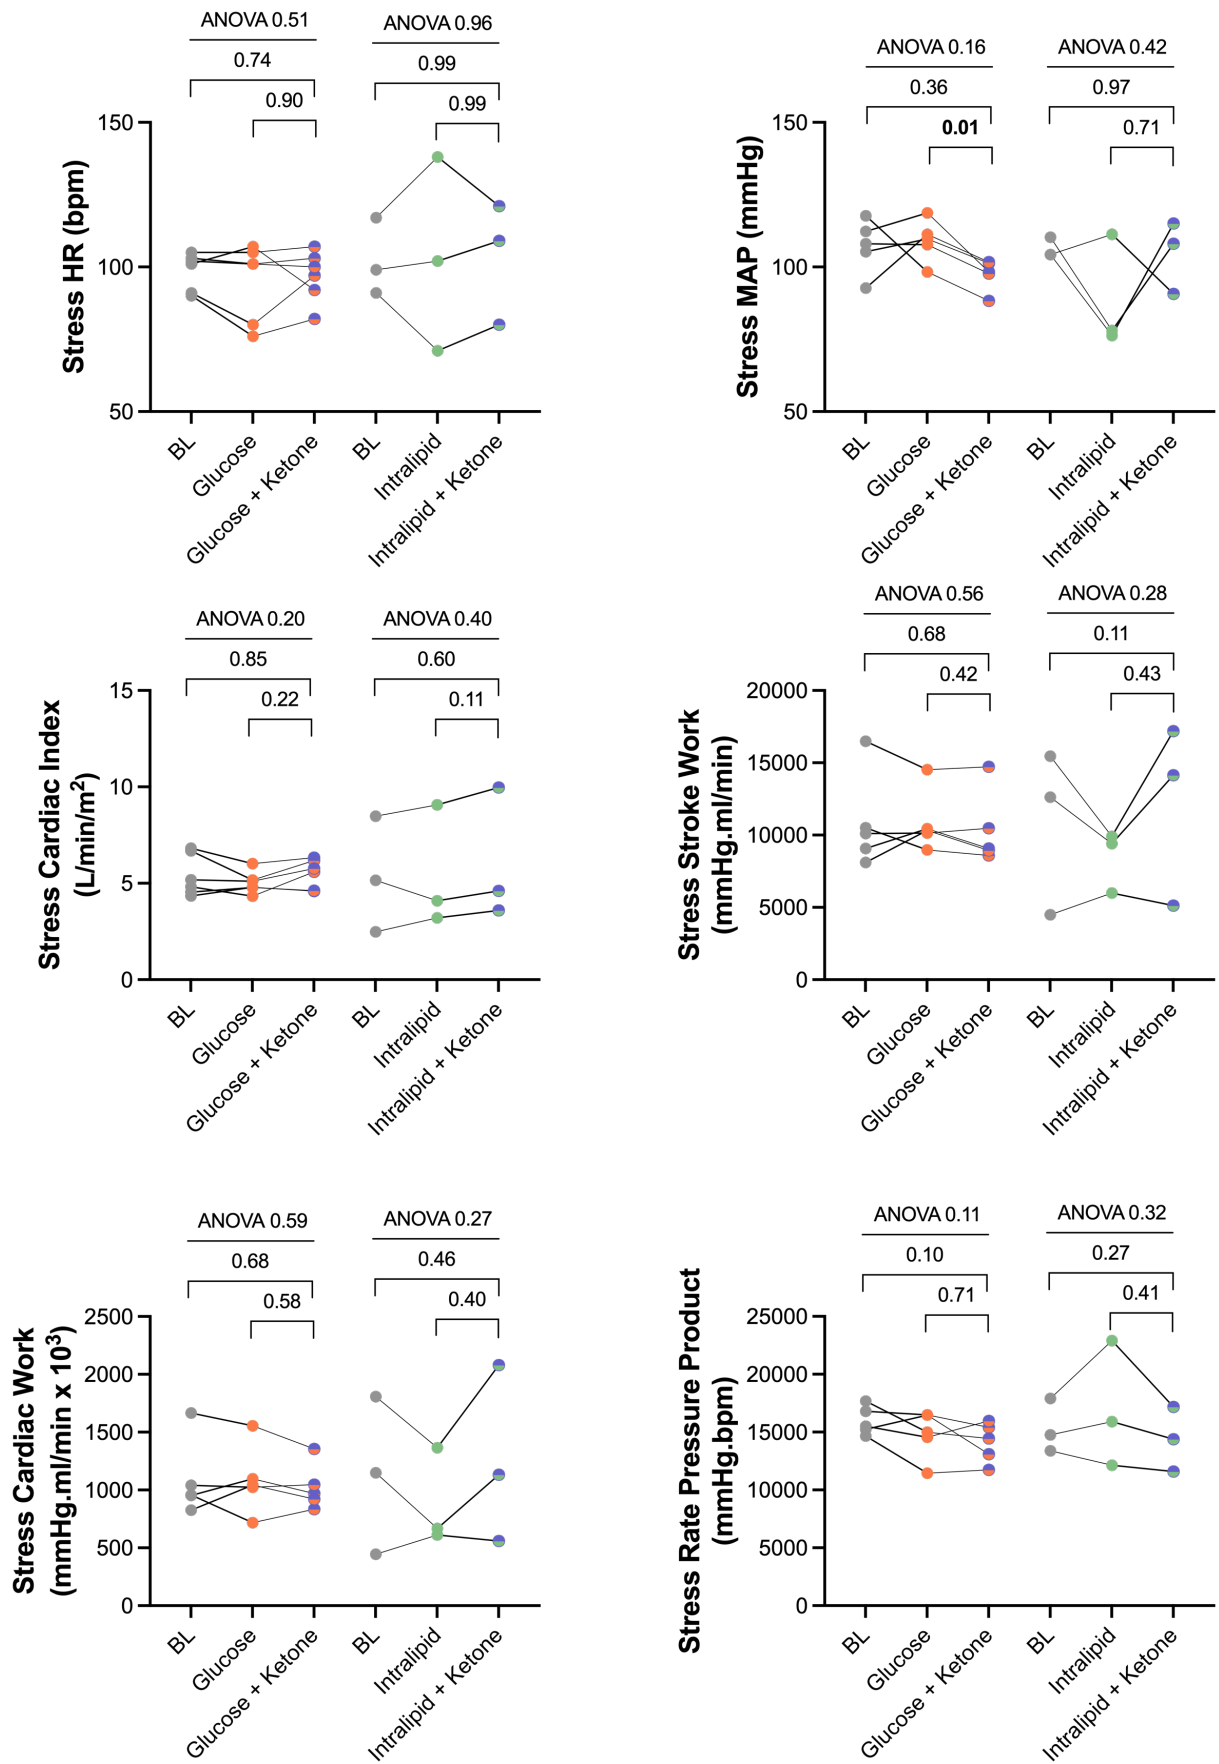 ANOVA 0.51
ANOVA 0.96
0.74
0.99
0.90
0.99
Stress HR (bpm)
150
100
50
BL
Glucose
Glucose + Ketone
BL
Intralipid
Intralipid + Ketone
ANOVA 0.16
ANOVA 0.42
0.36
0.97
0.01
0.71
Stress MAP (mmHg)
150
100
50
BL
Glucose
Glucose + Ketone
BL
Intralipid
Intralipid + Ketone
ANOVA 0.20
ANOVA 0.40
0.85
0.60
0.22
0.11
Stress Cardiac Index
(L/min/m²)
15
10
5
0
BL
Glucose
Glucose + Ketone
BL
Intralipid
Intralipid + Ketone
ANOVA 0.56
ANOVA 0.28
0.68
0.11
0.42
0.43
Stress Stroke Work
(mmHg.ml/min)
20000
15000
10000
5000
0
BL
Glucose
Glucose + Ketone
BL
Intralipid
Intralipid + Ketone
ANOVA 0.59
ANOVA 0.27
0.68
0.46
0.58
0.40
Stress Cardiac Work
(mmHg.ml/min x 10³)
2500
2000
1500
1000
500
0
BL
Glucose
Glucose + Ketone
BL
Intralipid
Intralipid + Ketone
ANOVA 0.11
ANOVA 0.32
0.10
0.27
0.71
0.41
Stress Rate Pressure Product
(mmHg.bpm)
25000
20000
15000
10000
5000
0
BL
Glucose
Glucose + Ketone
BL
Intralipid
Intralipid + Ketone